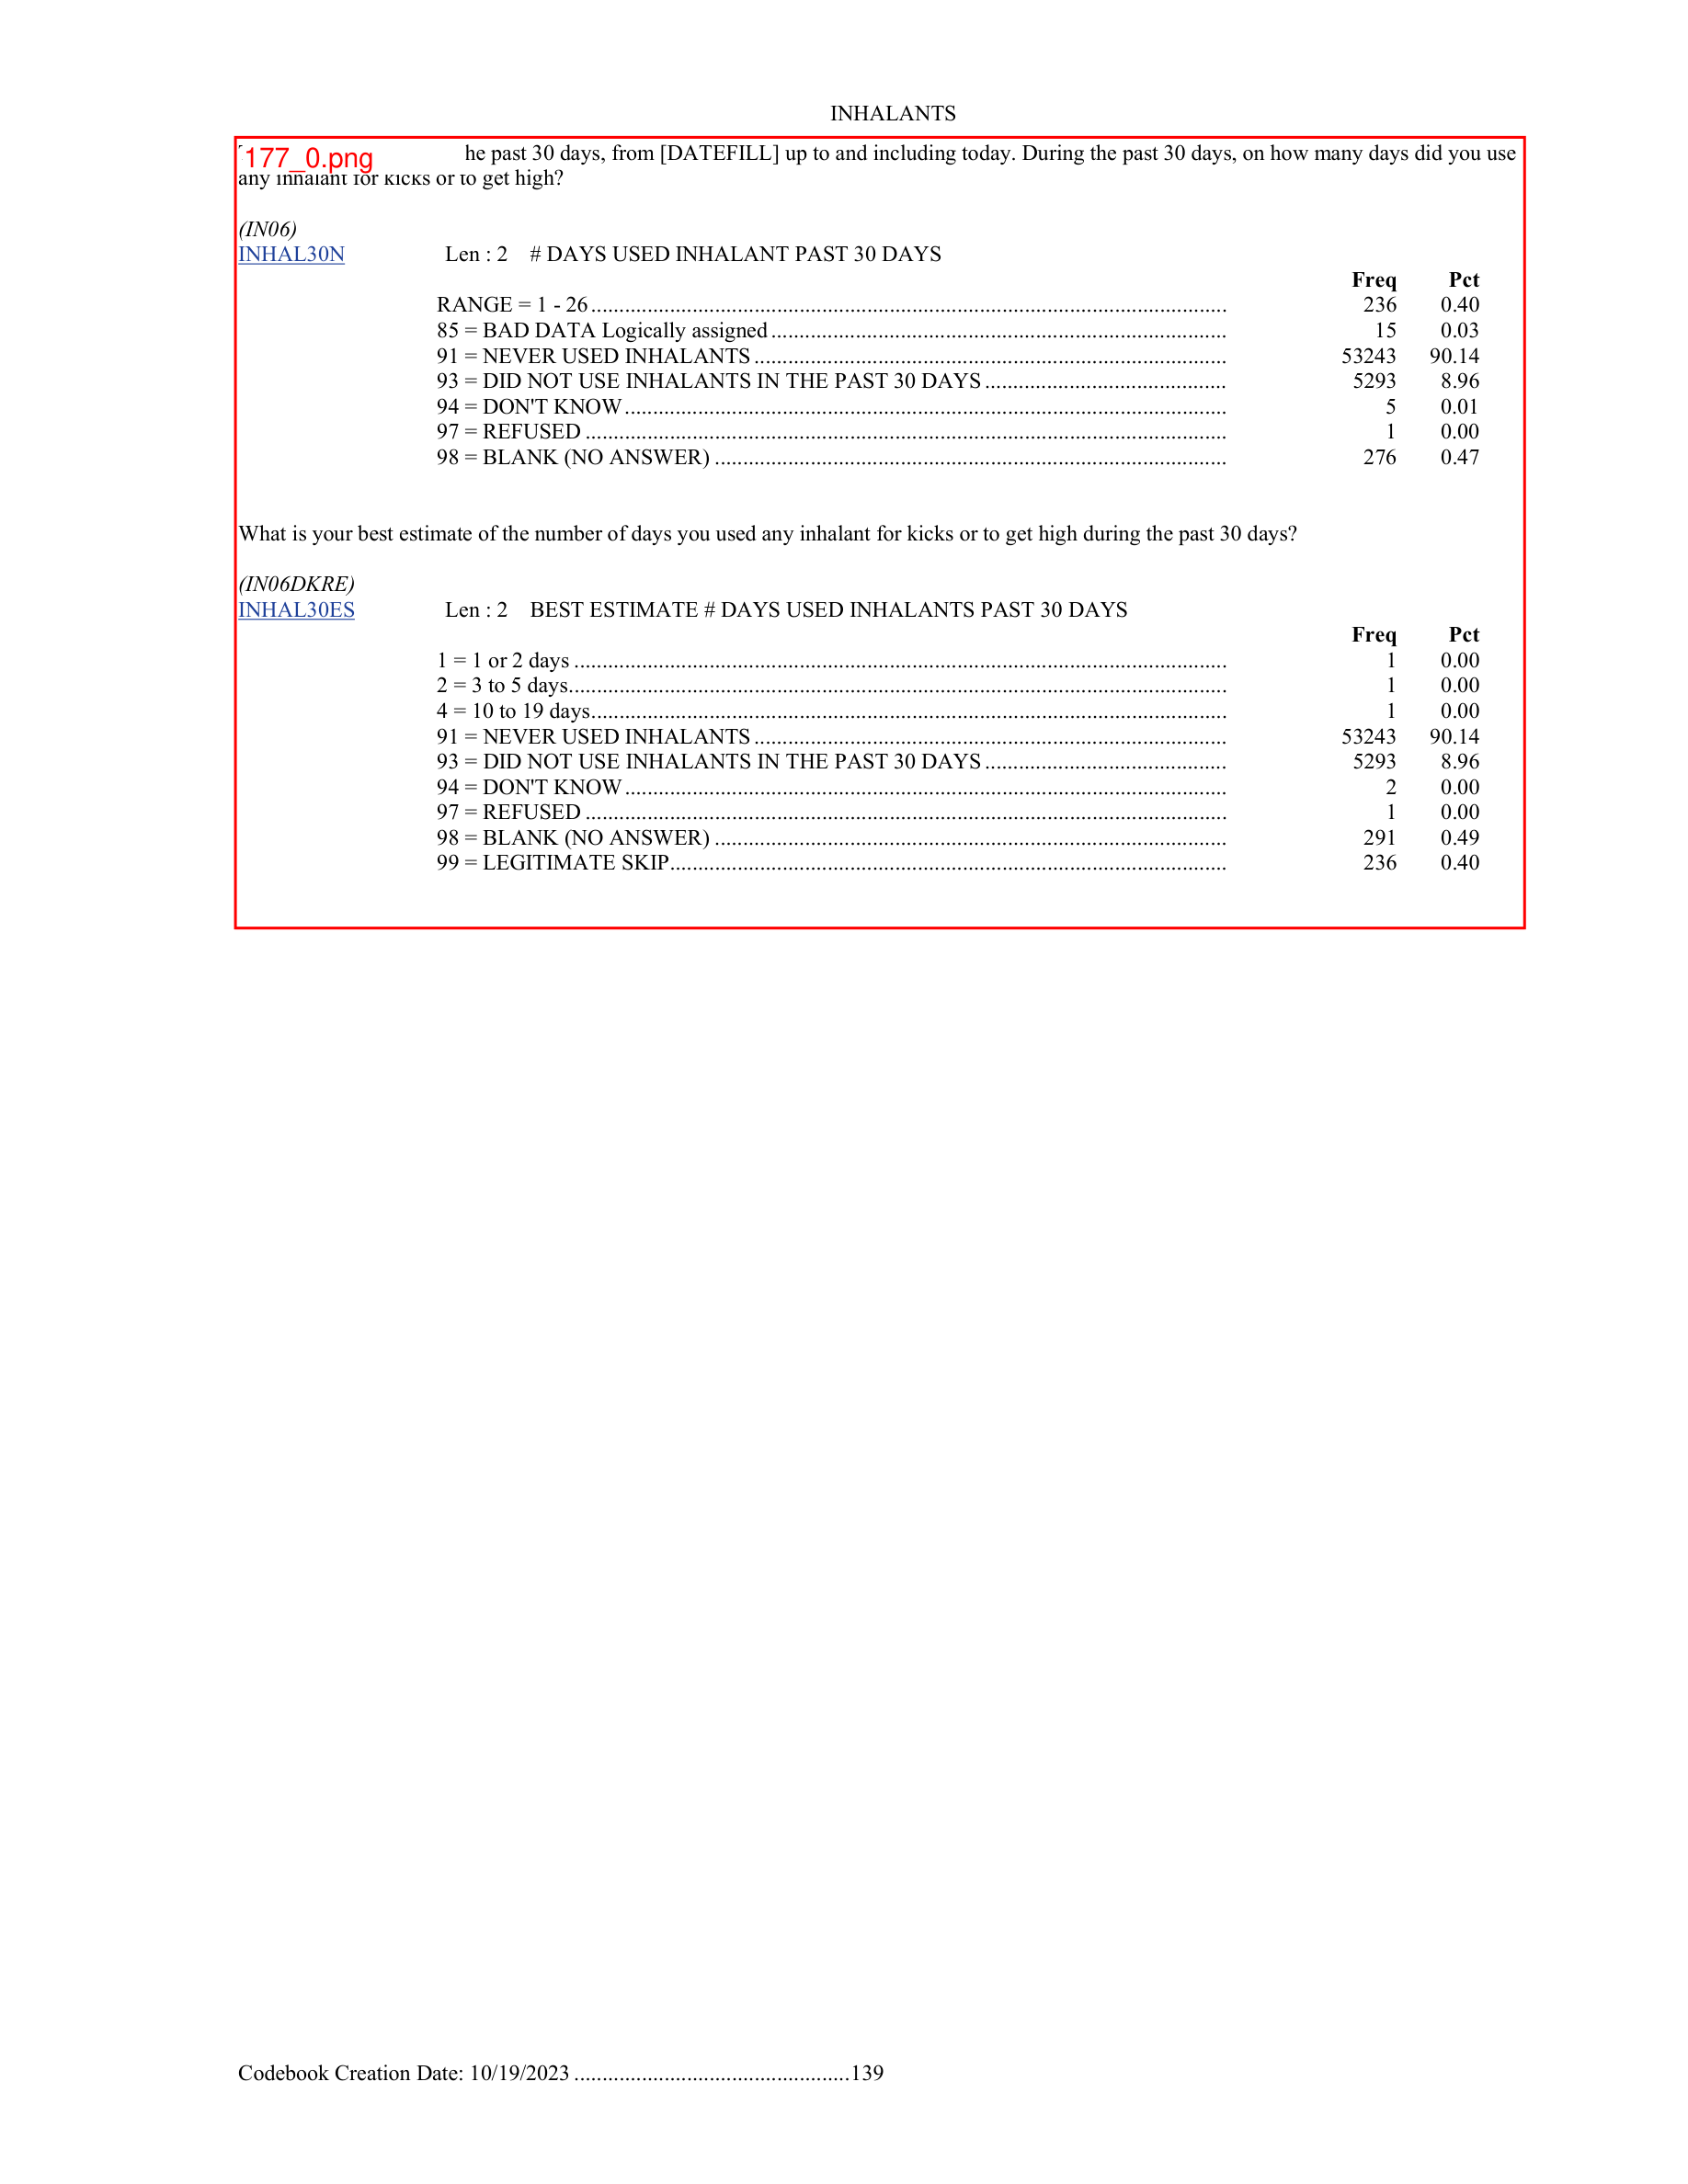 INHALANTS
177_0.png he past 30 days, from [DATEFILL] up to and including today. During the past 30 days, on how many days did you use
any inhalant for kicks or to get high?
(IN06)
INHAL30N Len : 2 # DAYS USED INHALANT PAST 30 DAYS
Freq Pct
RANGE = 1 - 26 ................................................................................................................. 236 0.40
85 = BAD DATA Logically assigned ................................................................................. 15 0.03
91 = NEVER USED INHALANTS .................................................................................... 53243 90.14
93 = DID NOT USE INHALANTS IN THE PAST 30 DAYS ........................................... 5293 8.96
94 = DON'T KNOW ........................................................................................................... 5 0.01
97 = REFUSED .................................................................................................................. 1 0.00
98 = BLANK (NO ANSWER) ........................................................................................... 276 0.47
What is your best estimate of the number of days you used any inhalant for kicks or to get high during the past 30 days?
(IN06DKRE)
INHAL30ES Len : 2 BEST ESTIMATE # DAYS USED INHALANTS PAST 30 DAYS
Freq Pct
1 = 1 or 2 days .................................................................................................................... 1 0.00
2 = 3 to 5 days..................................................................................................................... 1 0.00
4 = 10 to 19 days................................................................................................................. 1 0.00
91 = NEVER USED INHALANTS .................................................................................... 53243 90.14
93 = DID NOT USE INHALANTS IN THE PAST 30 DAYS ........................................... 5293 8.96
94 = DON'T KNOW ........................................................................................................... 2 0.00
97 = REFUSED .................................................................................................................. 1 0.00
98 = BLANK (NO ANSWER) ........................................................................................... 291 0.49
99 = LEGITIMATE SKIP................................................................................................... 236 0.40
Codebook Creation Date: 10/19/2023 .................................................139